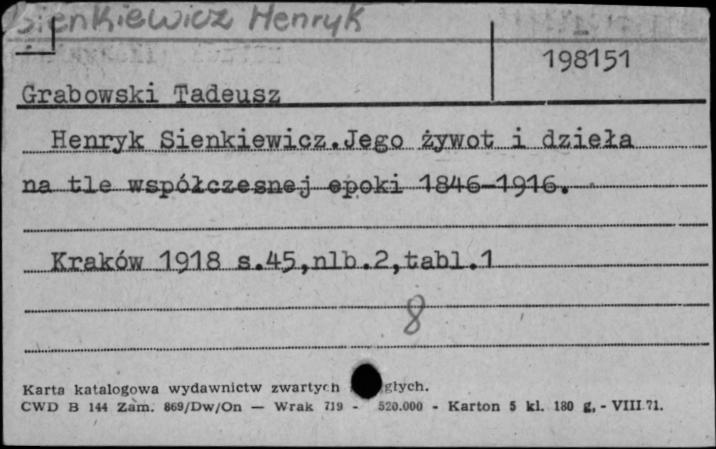 Sienkiewicz Henryk
198151
Grabowski Tadeusz
Henryk Sienkiewicz.Jego żywot i dzieła
na tle współczesnej epoki 1846-1916.
Kraków 1918 s.45,nlb.2,tabl.1
8
Karta katalogowa wydawnictw zwartych głych.
CWD B 144 Zam. 869/Dw/On — Wrak 719 - 520.000 - Karton 5 kl. 180 g. - VIII.71.